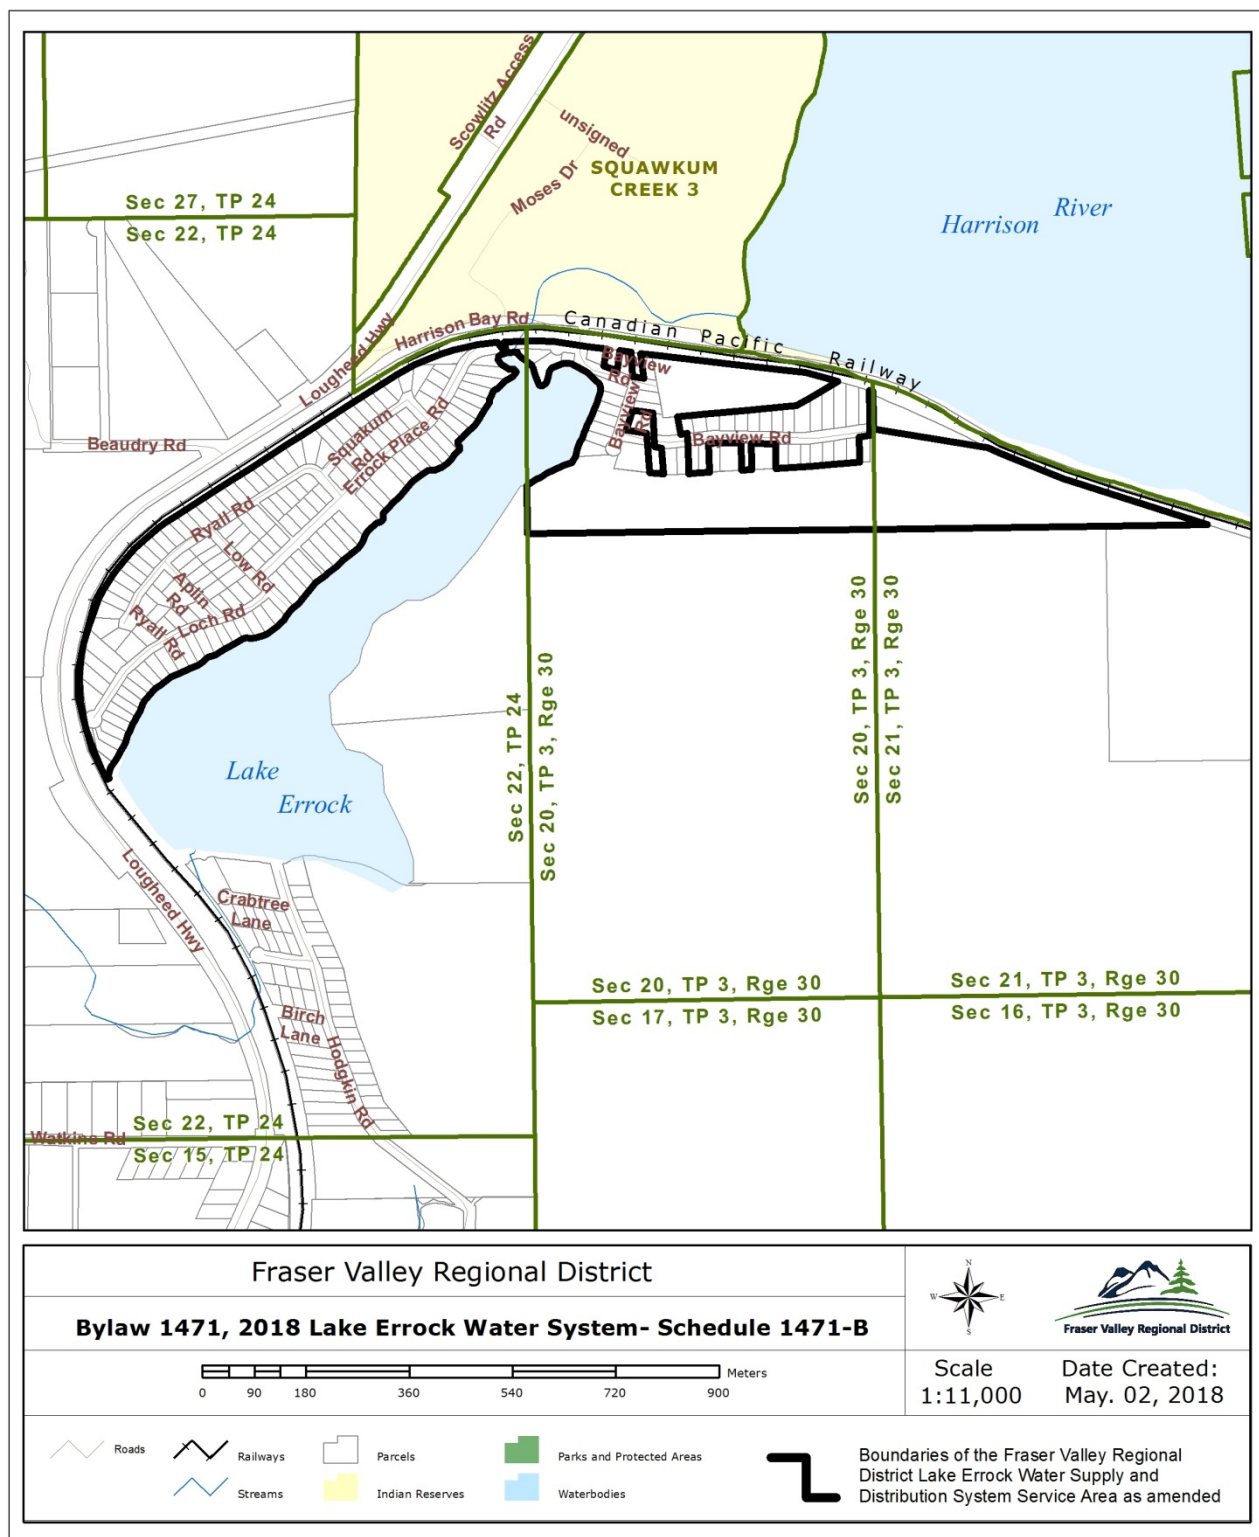 Scowlitz Access
Rd
unsigned
Moses Dr
SQUAWKUM
CREEK 3
Harrison River
Sec 27, TP 24
Sec 22, TP 24
Harrison Bay Rd
Lougheed Hwy
Canadian Pacific Railway
Bayview
Rd
Bayview
Rd
Bayview Rd
Beaudry Rd
Squakum
Rd
Errock Place Rd
Ryall Rd
Low Rd
Aplin
Rd
Loch Rd
Ryall Rd
Sec 20, TP 3, Rge 30
Sec 21, TP 3, Rge 30
Sec 22, TP 24
Sec 20, TP 3, Rge 30
Lake
Errock
Lougheed Hwy
Crabtree
Lane
Birch
Lane
Hodgkin Rd
Sec 20, TP 3, Rge 30
Sec 17, TP 3, Rge 30
Sec 21, TP 3, Rge 30
Sec 16, TP 3, Rge 30
Watkins Rd
Sec 22, TP 24
Sec 15, TP 24
Fraser Valley Regional District
Bylaw 1471, 2018 Lake Errock Water System- Schedule 1471-B
Meters
0 90 180 360 540 720 900
N
W E
S
Fraser Valley Regional District
Scale
1:11,000
Date Created:
May. 02, 2018
Roads
Railways
Streams
Parcels
Indian Reserves
Parks and Protected Areas
Waterbodies
Boundaries of the Fraser Valley Regional
District Lake Errock Water Supply and
Distribution System Service Area as amended